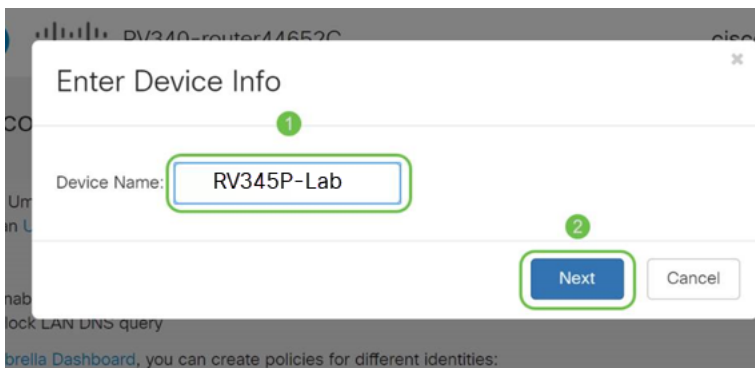 RV340-router44652C cisco
Enter Device Info
×
1
Device Name: RV345P-Lab
2
Next Cancel
lock LAN DNS query
brella Dashboard, you can create policies for different identities: